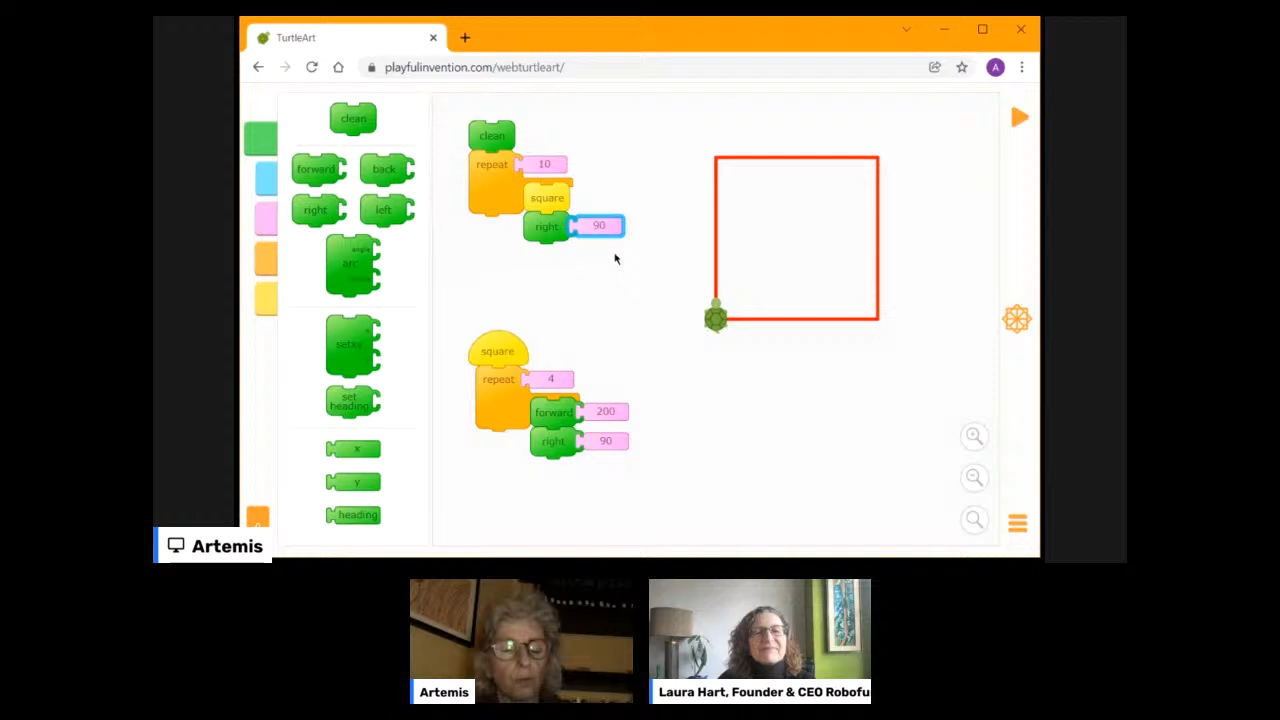 TurtleArt
playfulinvention.com/webturtleart/
A
clean
forward
back
right
left
angle
arc
setxy
set
heading
x
y
heading
clean
repeat 10
square
right 90
square
repeat 4
forward 200
right 90
Artemis
Artemis
Laura Hart, Founder & CEO Robofu